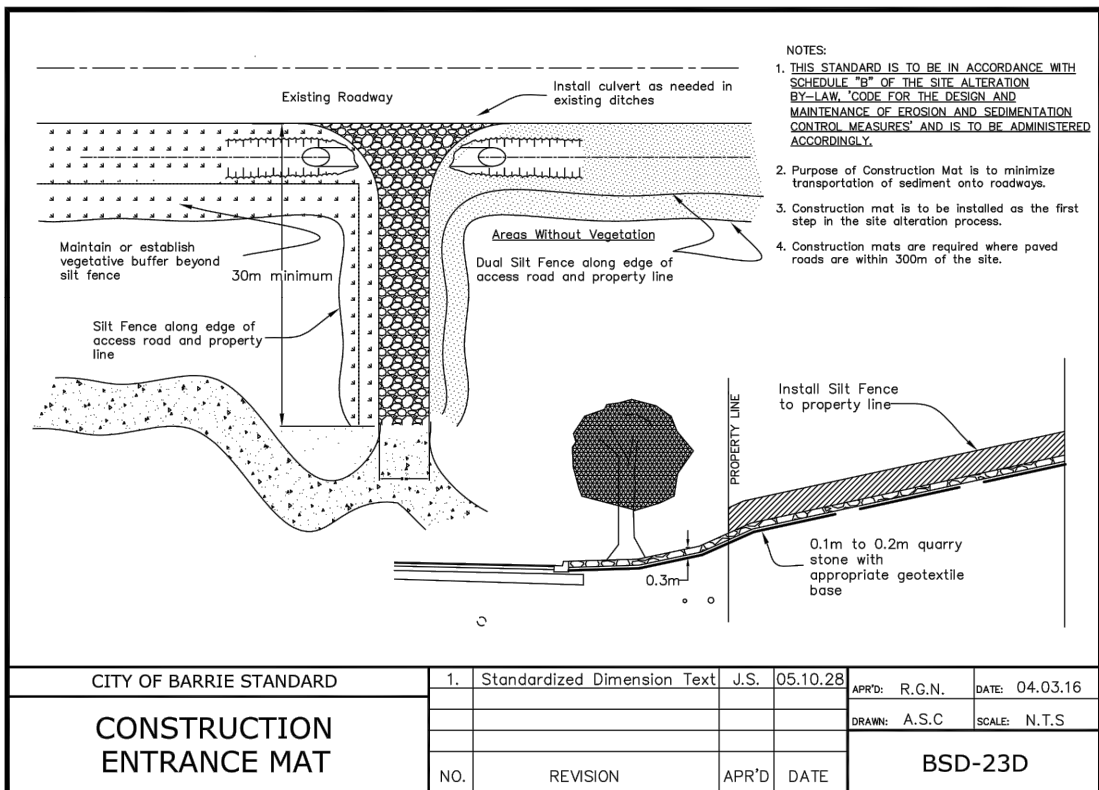 Existing Roadway
Install culvert as needed in
existing ditches
NOTES:
1. THIS STANDARD IS TO BE IN ACCORDANCE WITH
SCHEDULE "B" OF THE SITE ALTERATION
BY-LAW, 'CODE FOR THE DESIGN AND
MAINTENANCE OF EROSION AND SEDIMENTATION
CONTROL MEASURES' AND IS TO BE ADMINISTERED
ACCORDINGLY.
2. Purpose of Construction Mat is to minimize
transportation of sediment onto roadways.
3. Construction mat is to be installed as the first
step in the site alteration process.
4. Construction mats are required where paved
roads are within 300m of the site.
Maintain or establish
vegetative buffer beyond
silt fence
30m minimum
Areas Without Vegetation
Dual Silt Fence along edge of
access road and property line
Silt Fence along edge of
access road and property
line
PROPERTY LINE
Install Silt Fence
to property line
0.3m
0.1m to 0.2m quarry
stone with
appropriate geotextile
base
CITY OF BARRIE STANDARD
CONSTRUCTION
ENTRANCE MAT
1. Standardized Dimension Text J.S. 05.10.28
NO. REVISION APR'D DATE
APR'D: R.G.N. DATE: 04.03.16
DRAWN: A.S.C SCALE: N.T.S
BSD-23D